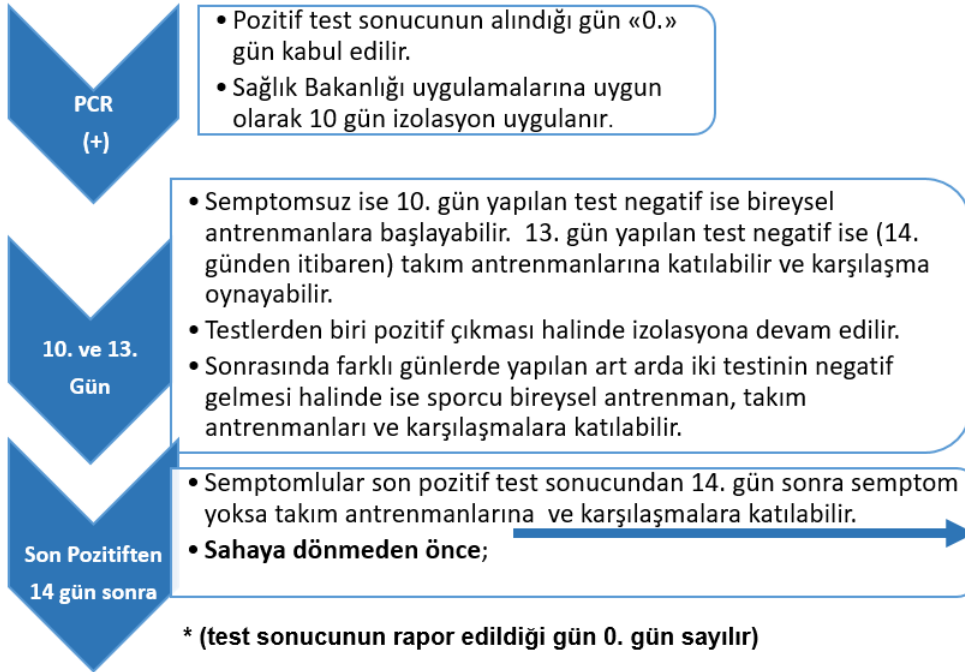 PCR
(+)
• Pozitif test sonucunun alındığı gün «0.»
gün kabul edilir.
• Sağlık Bakanlığı uygulamalarına uygun
olarak 10 gün izolasyon uygulanır.
10. ve 13.
Gün
• Semptomsuz ise 10. gün yapılan test negatif ise bireysel
antrenmanlara başlayabilir. 13. gün yapılan test negatif ise (14.
günden itibaren) takım antrenmanlarına katılabilir ve karşılaşma
oynayabilir.
• Testlerden biri pozitif çıkması halinde izolasyona devam edilir.
• Sonrasında farklı günlerde yapılan art arda iki testinin negatif
gelmesi halinde ise sporcu bireysel antrenman, takım
antrenmanları ve karşılaşmalara katılabilir.
Son Pozitiften
14 gün sonra
• Semptomlular son pozitif test sonucundan 14. gün sonra semptom
yoksa takım antrenmanlarına ve karşılaşmalara katılabilir.
• Sahaya dönmeden önce;
* (test sonucunun rapor edildiği gün 0. gün sayılır)